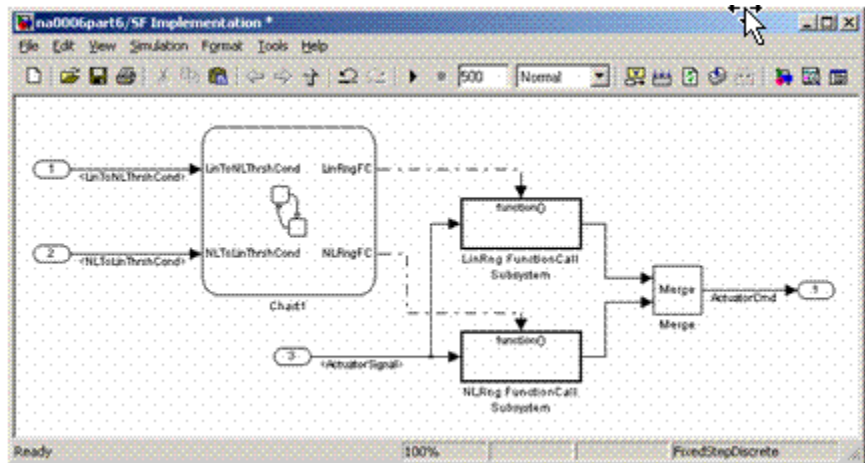 na0006part6/SF Implementation *
File Edit View Simulation Format Tools Help
500 Normal
1 <LinToNLThrshCond> LinToNLThrshCond LinRngFC
function()
2 <NLToLinThrshCond> NLToLinThrshCond NLRngFC
LinRng FunctionCall
Subsystem
Chart1
Merge
ActuatorCmd 1
Merge
function()
3 <ActuatorSignal>
NLRng FunctionCall
Subsystem
Ready 100% FixedStepDiscrete